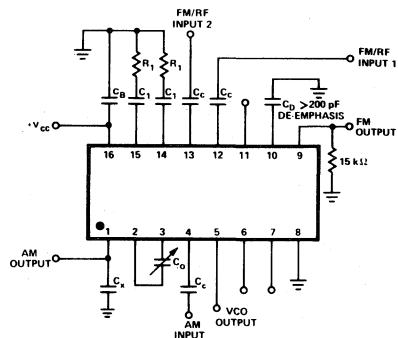 FM/RF
INPUT 2
FM/RF
INPUT 1
R1
R1
CB
C1
C1
Cc
Cc
CD >200 pF
DE-EMPHASIS
+Vcc
FM
OUTPUT
16 15 14 13 12 11 10 9
15 kΩ
1 2 3 4 5 6 7 8
AM
OUTPUT
Co
Cx
Cc
VCO
OUTPUT
AM
INPUT